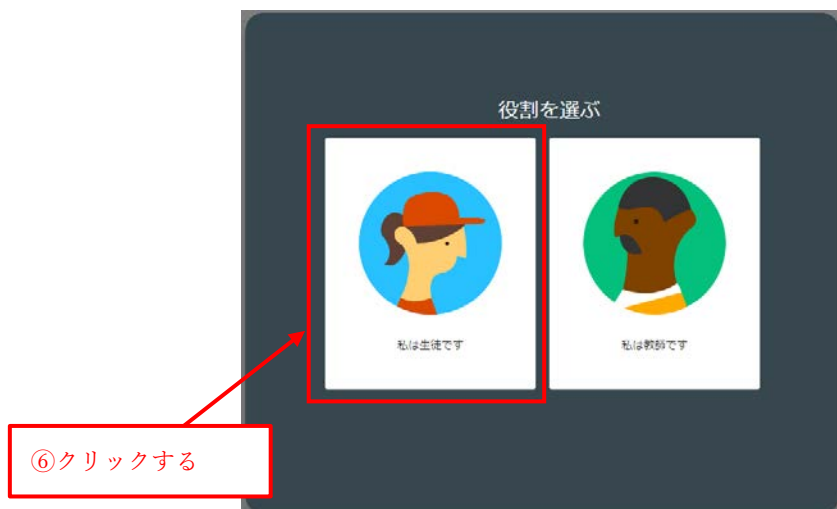 役割を選ぶ
私は生徒です
私は教師です
⑥クリックする